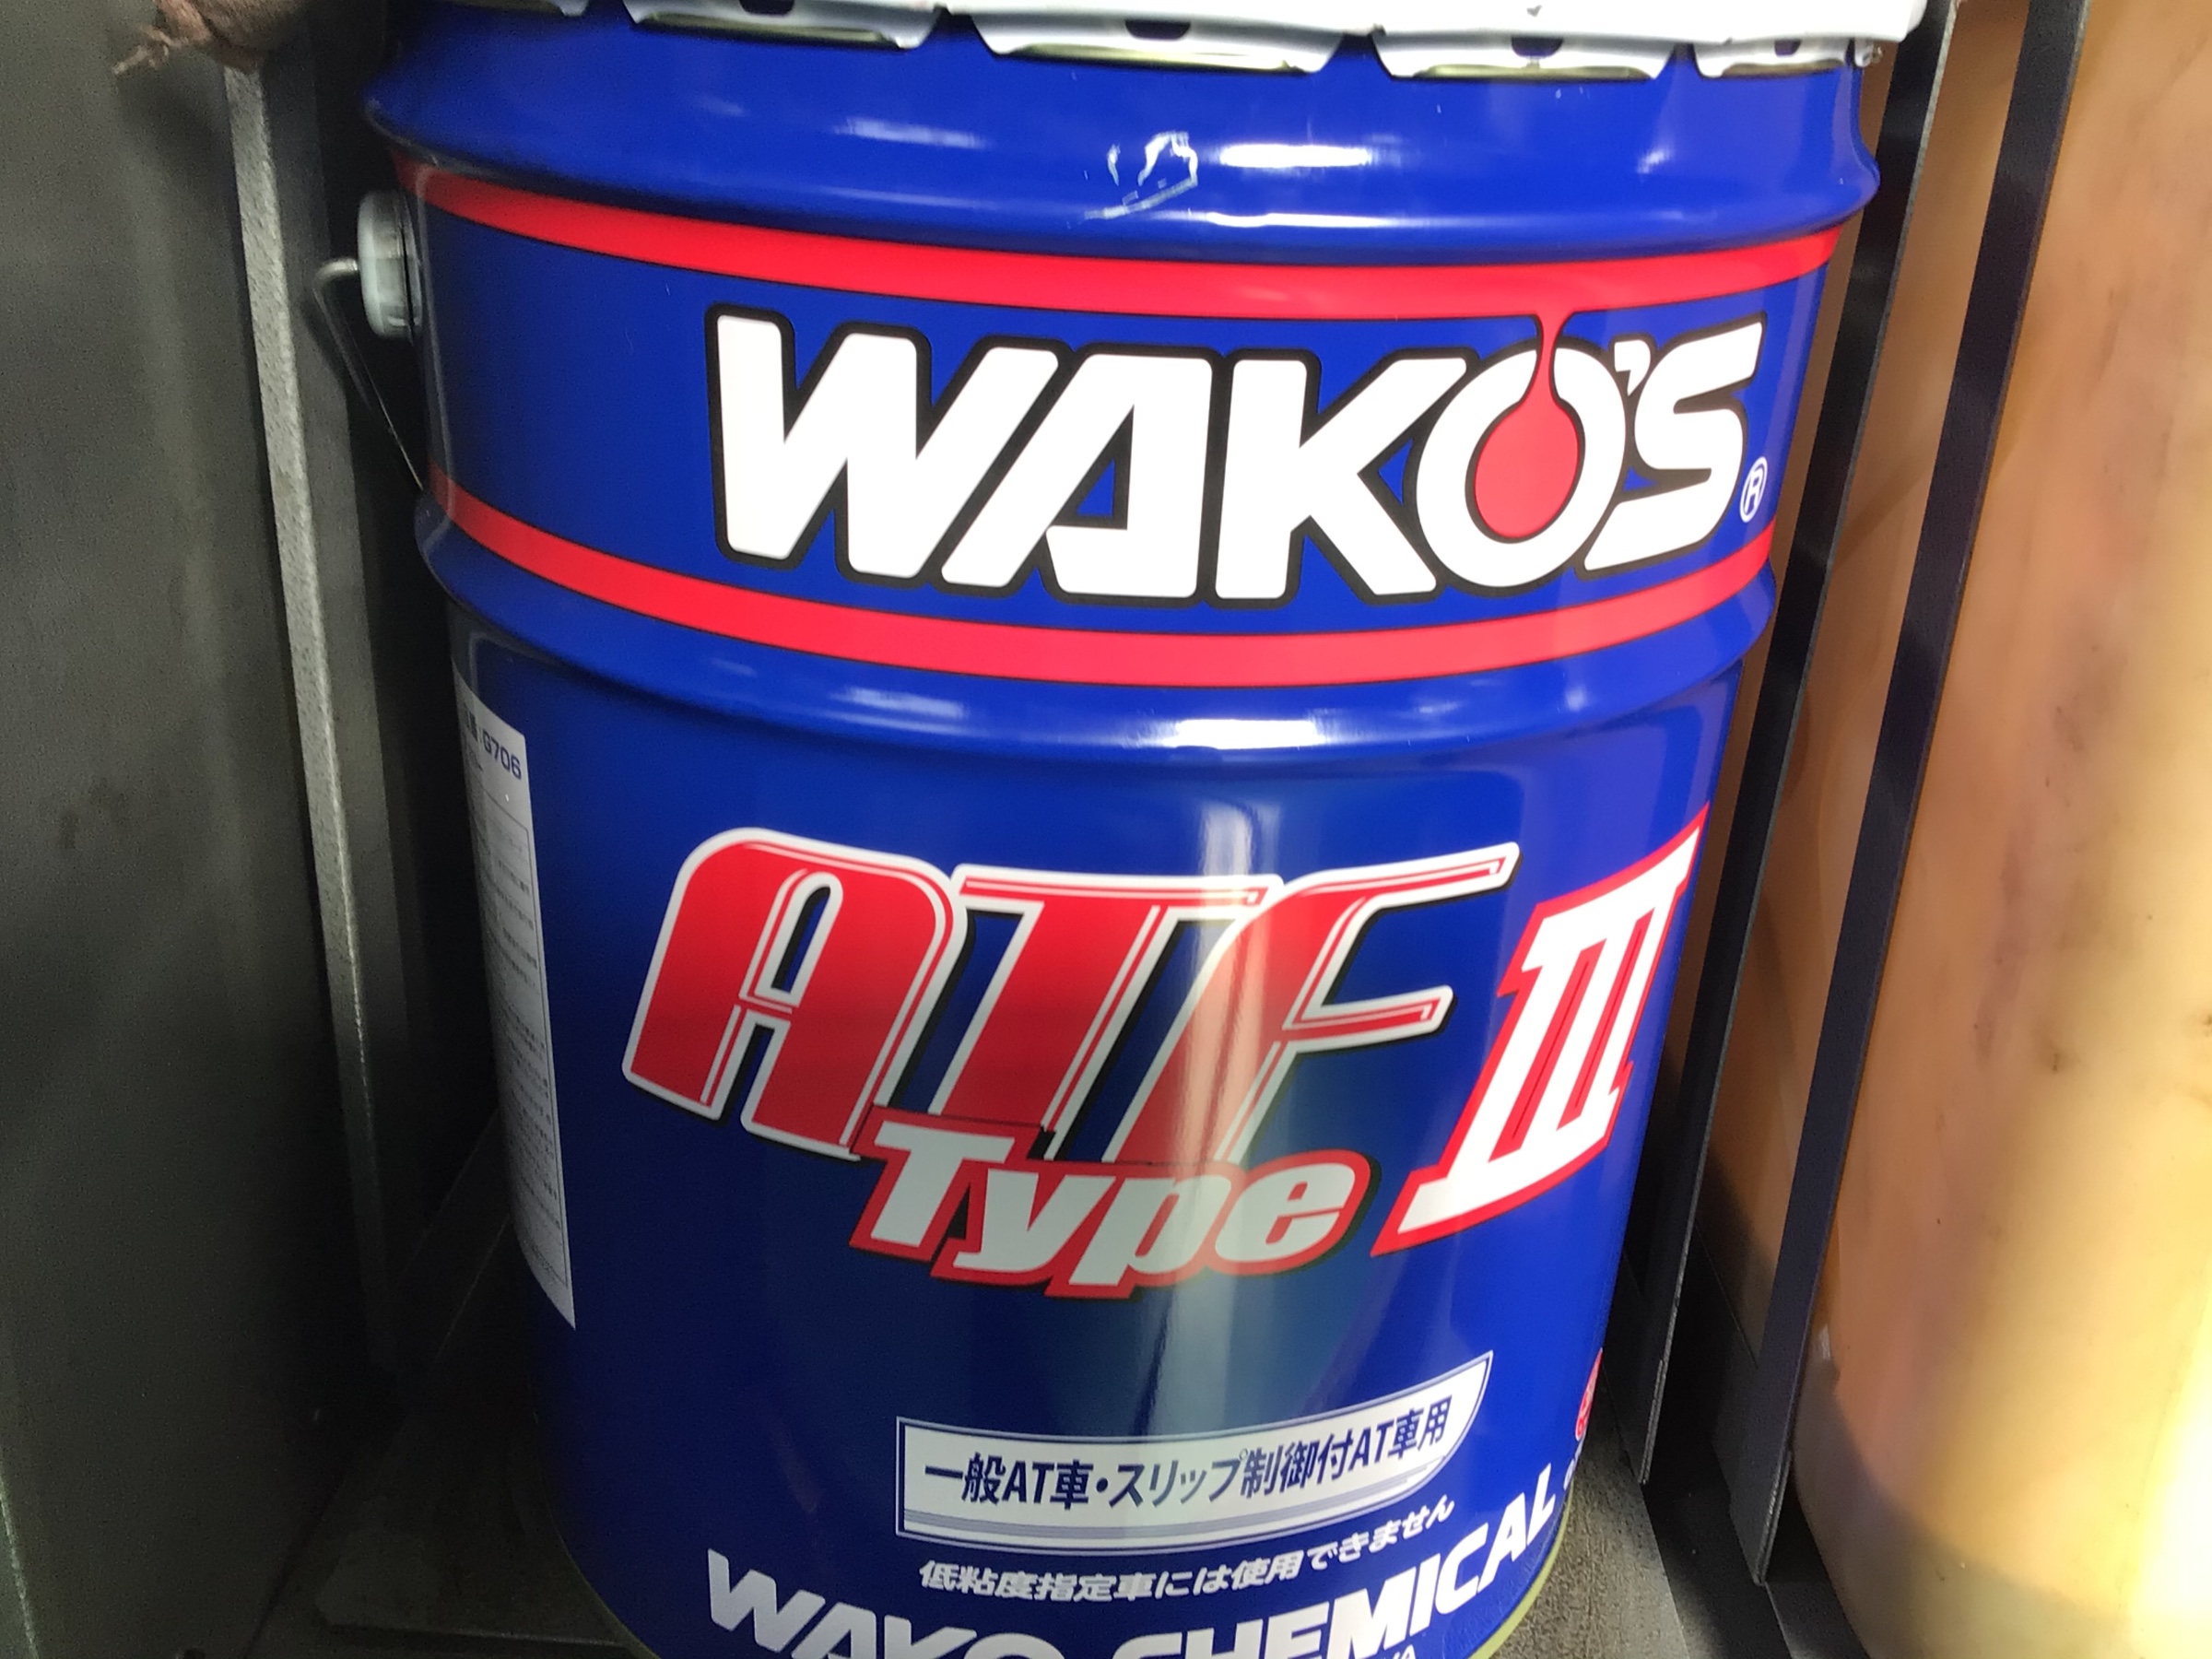 WAKO'S®
G706
ATF
Type Ⅲ
一般AT車・スリップ制御付AT車用
低粘度指定車には使用できません
WAKO CHEMICAL